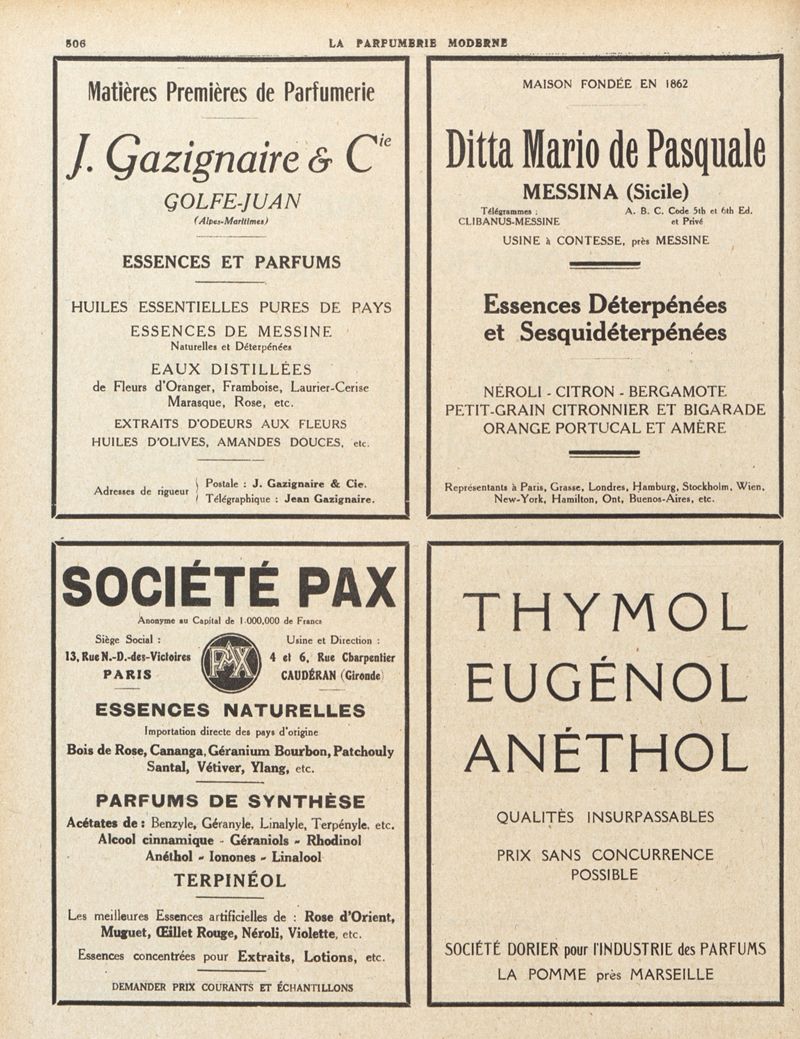 506
LA PARFUMERIE MODERNE
Matières Premières de Parfumerie
J. Gazignaire & Cie
GOLFE-JUAN
(Alpes-Maritimes)
ESSENCES ET PARFUMS
HUILES ESSENTIELLES PURES DE PAYS
ESSENCES DE MESSINE
Naturelles et Déterpénées
EAUX DISTILLÉES
de Fleurs d'Oranger, Framboise, Laurier-Cerise
Marasque, Rose, etc.
EXTRAITS D'ODEURS AUX FLEURS
HUILES D'OLIVES, AMANDES DOUCES, etc.
Adresses de rigueur
Postale : J. Gazignaire & Cie.
Télégraphique : Jean Gazignaire.
MAISON FONDÉE EN 1862
Ditta Mario de Pasquale
MESSINA (Sicile)
Télégrammes :
CLIBANUS-MESSINE
A. B. C. Code 5th et 6th Ed.
et Privé
USINE à CONTESSE, près MESSINE
Essences Déterpénées
et Sesquidéterpénées
NÉROLI - CITRON - BERGAMOTE
PETIT-GRAIN CITRONNIER ET BIGARADE
ORANGE PORTUCAL ET AMÈRE
Représentants à Paris, Grasse, Londres, Hamburg, Stockholm, Wien,
New-York, Hamilton, Ont, Buenos-Aires, etc.
SOCIÉTÉ PAX
Anonyme au Capital de 1.000.000 de Francs
Siège Social :
13, Rue N.-D.-des-Victoires
PARIS
PAX
Usine et Direction :
4 et 6, Rue Charpentier
CAUDÉRAN (Gironde)
ESSENCES NATURELLES
Importation directe des pays d'origine
Bois de Rose, Cananga, Géranium Bourbon, Patchouly
Santal, Vétiver, Ylang, etc.
PARFUMS DE SYNTHÈSE
Acétates de : Benzyle, Géranyle, Linalyle, Terpényle, etc.
Alcool cinnamique - Géraniols - Rhodinol
Anéthol - Ionones - Linalool
TERPINÉOL
Les meilleures Essences artificielles de : Rose d'Orient,
Muguet, Œillet Rouge, Néroli, Violette, etc.
Essences concentrées pour Extraits, Lotions, etc.
DEMANDER PRIX COURANTS ET ÉCHANTILLONS
THYMOL
EUGÉNOL
ANÉTHOL
QUALITÈS INSURPASSABLES
PRIX SANS CONCURRENCE
POSSIBLE
SOCIÉTÉ DORIER pour l'INDUSTRIE des PARFUMS
LA POMME près MARSEILLE